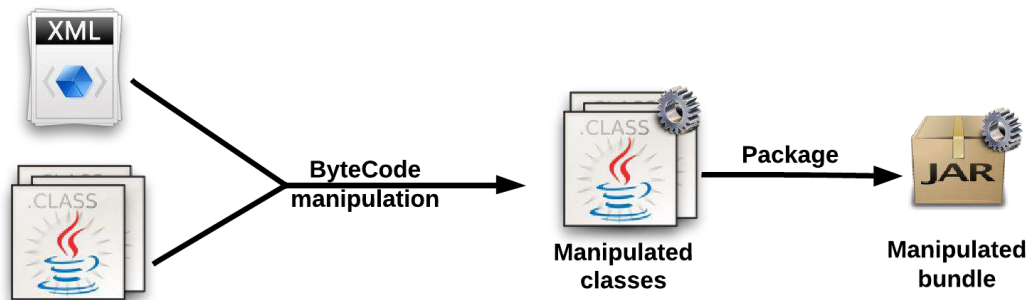 XML
.CLASS
ByteCode
manipulation
.CLASS
Manipulated
classes
Package
JAR
Manipulated
bundle